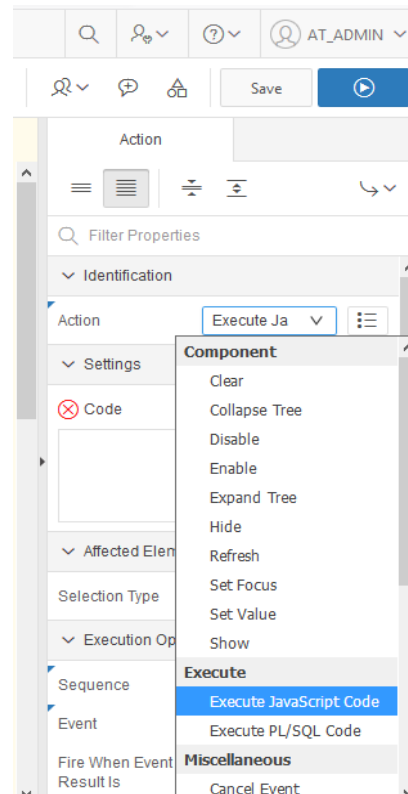 AT_ADMIN
Save
Action
Filter Properties
Identification
Action
Execute Ja
Settings
Code
Affected Elem
Selection Type
Execution Op
Sequence
Event
Fire When Event
Result Is
Component
Clear
Collapse Tree
Disable
Enable
Expand Tree
Hide
Refresh
Set Focus
Set Value
Show
Execute
Execute JavaScript Code
Execute PL/SQL Code
Miscellaneous
Cancel Event